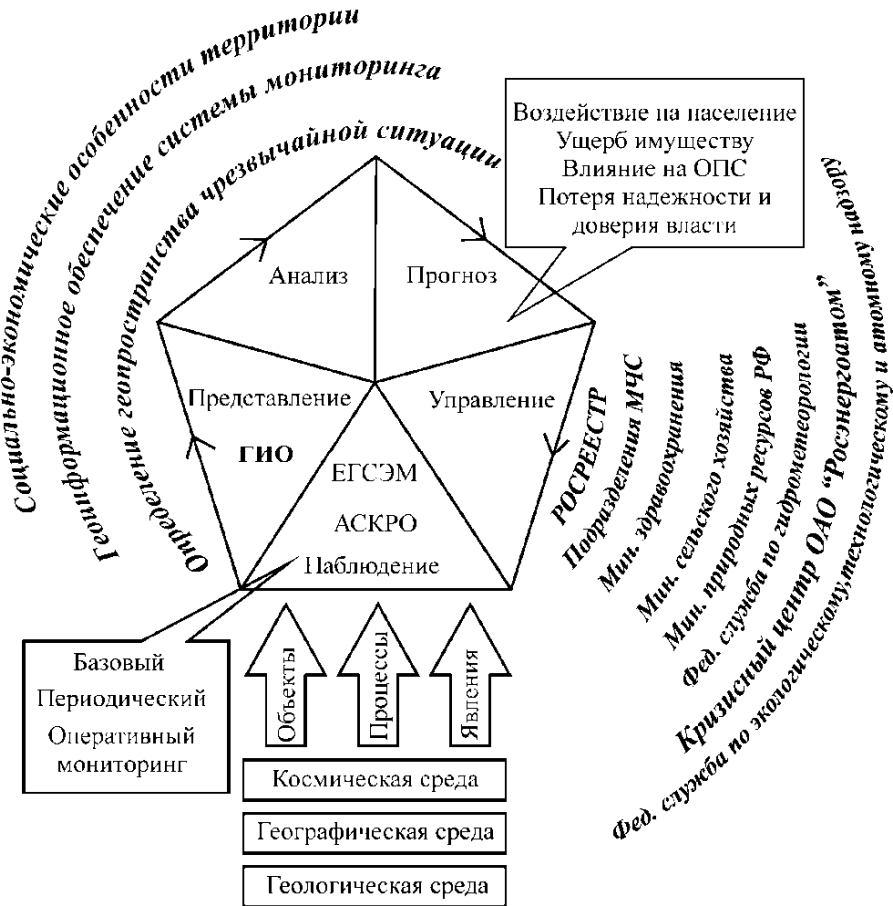 Социально-экономические особенности территории
Геоинформационное обеспечение системы мониторинга
Определение геопространства чрезвычайной ситуации
Воздействие на население
Ущерб имуществу
Влияние на ОПС
Потеря надежности и
доверия власти
Анализ
Прогноз
Представление
ГИО
Управление
ЕГСЭМ
АСКРО
Наблюдение
РОСРЕЕСТР
Подразделения МЧС
Мин. здравоохранения
Мин. сельского хозяйства
Мин. природных ресурсов РФ
Фед. служба по гидрометеорологии
Кризисный центр ОАО “Росэнергоатом”
Фед. служба по экологическому,технологическому и атомному надзору
Базовый
Периодический
Оперативный
мониторинг
Объекты
Процессы
Явления
Космическая среда
Географическая среда
Геологическая среда